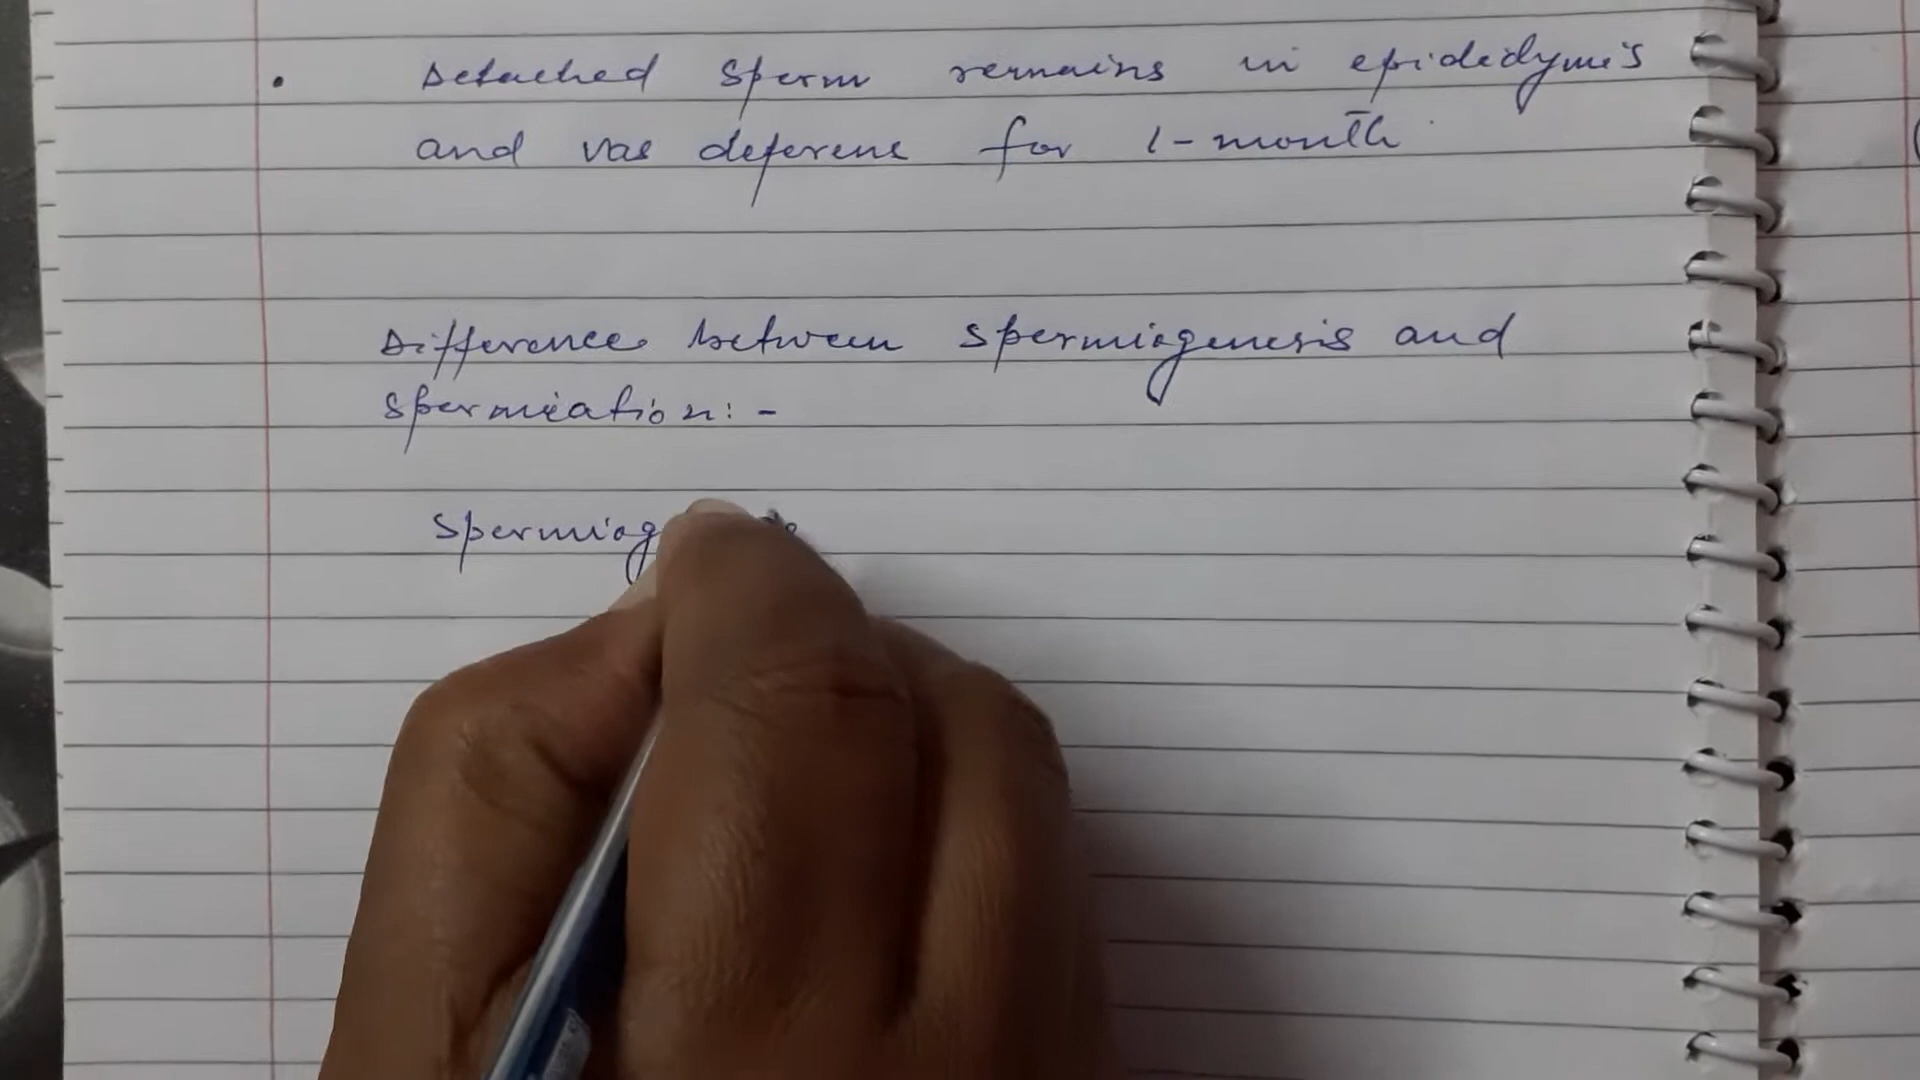 • Detached sperm remains in epididymis
and vas deferens for 1-month
Difference between spermiogenesis and
spermiation:-